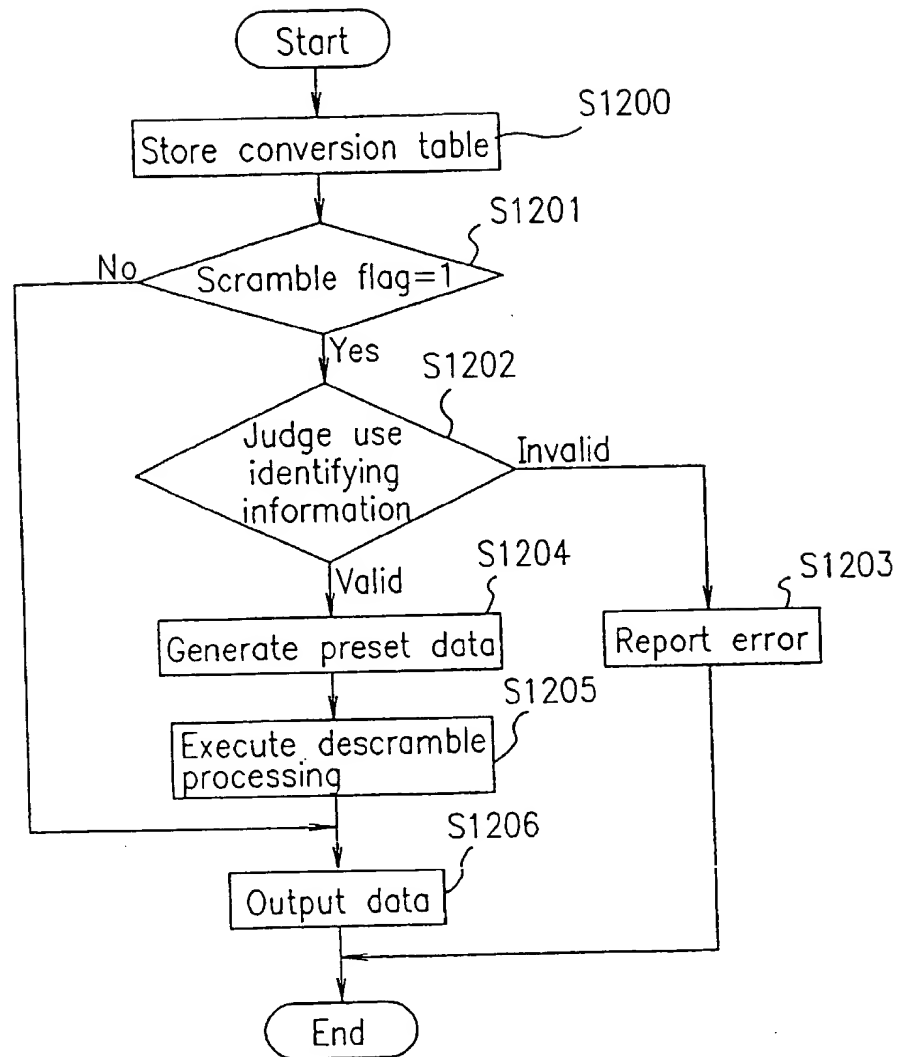 Start
S1200
Store conversion table
S1201
No
Scramble flag=1
Yes
S1202
Judge use
identifying
information
Invalid
Valid
S1204
S1203
Generate preset data
Report error
S1205
Execute descramble
processing
S1206
Output data
End